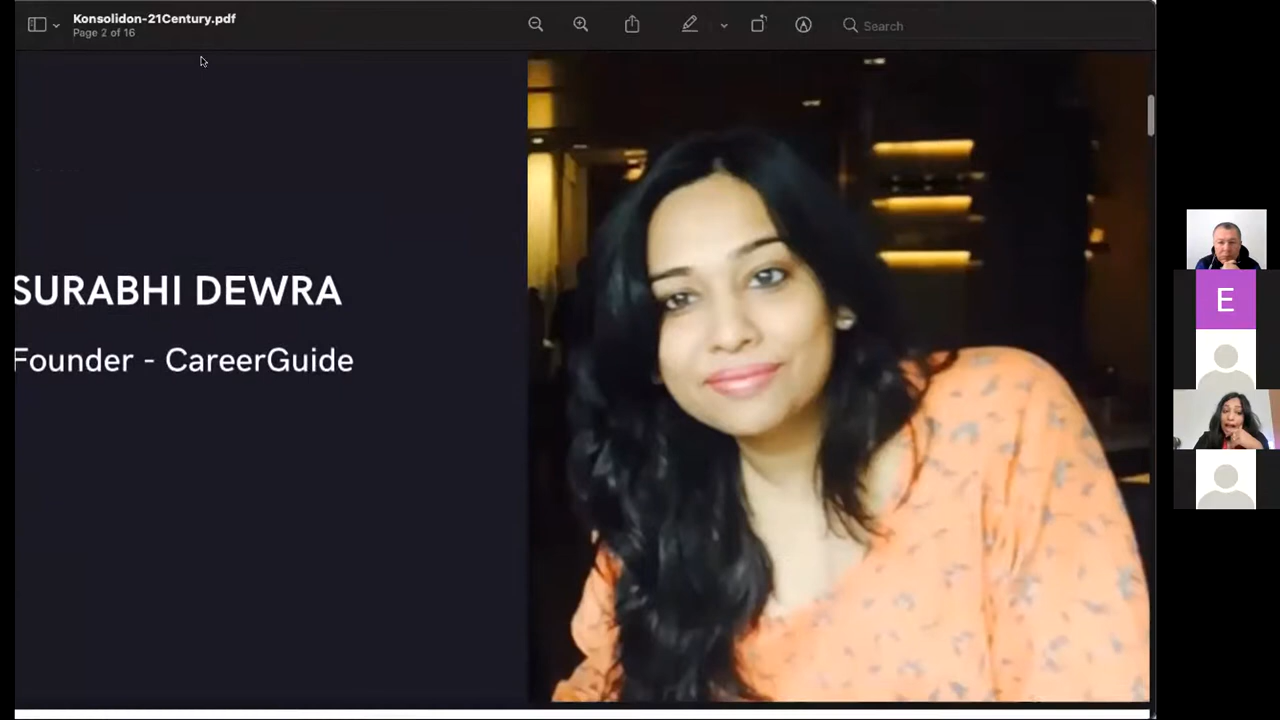 Konsolidon-21Century.pdf
Page 2 of 16
Search
SURABHI DEWRA
Founder - CareerGuide
E